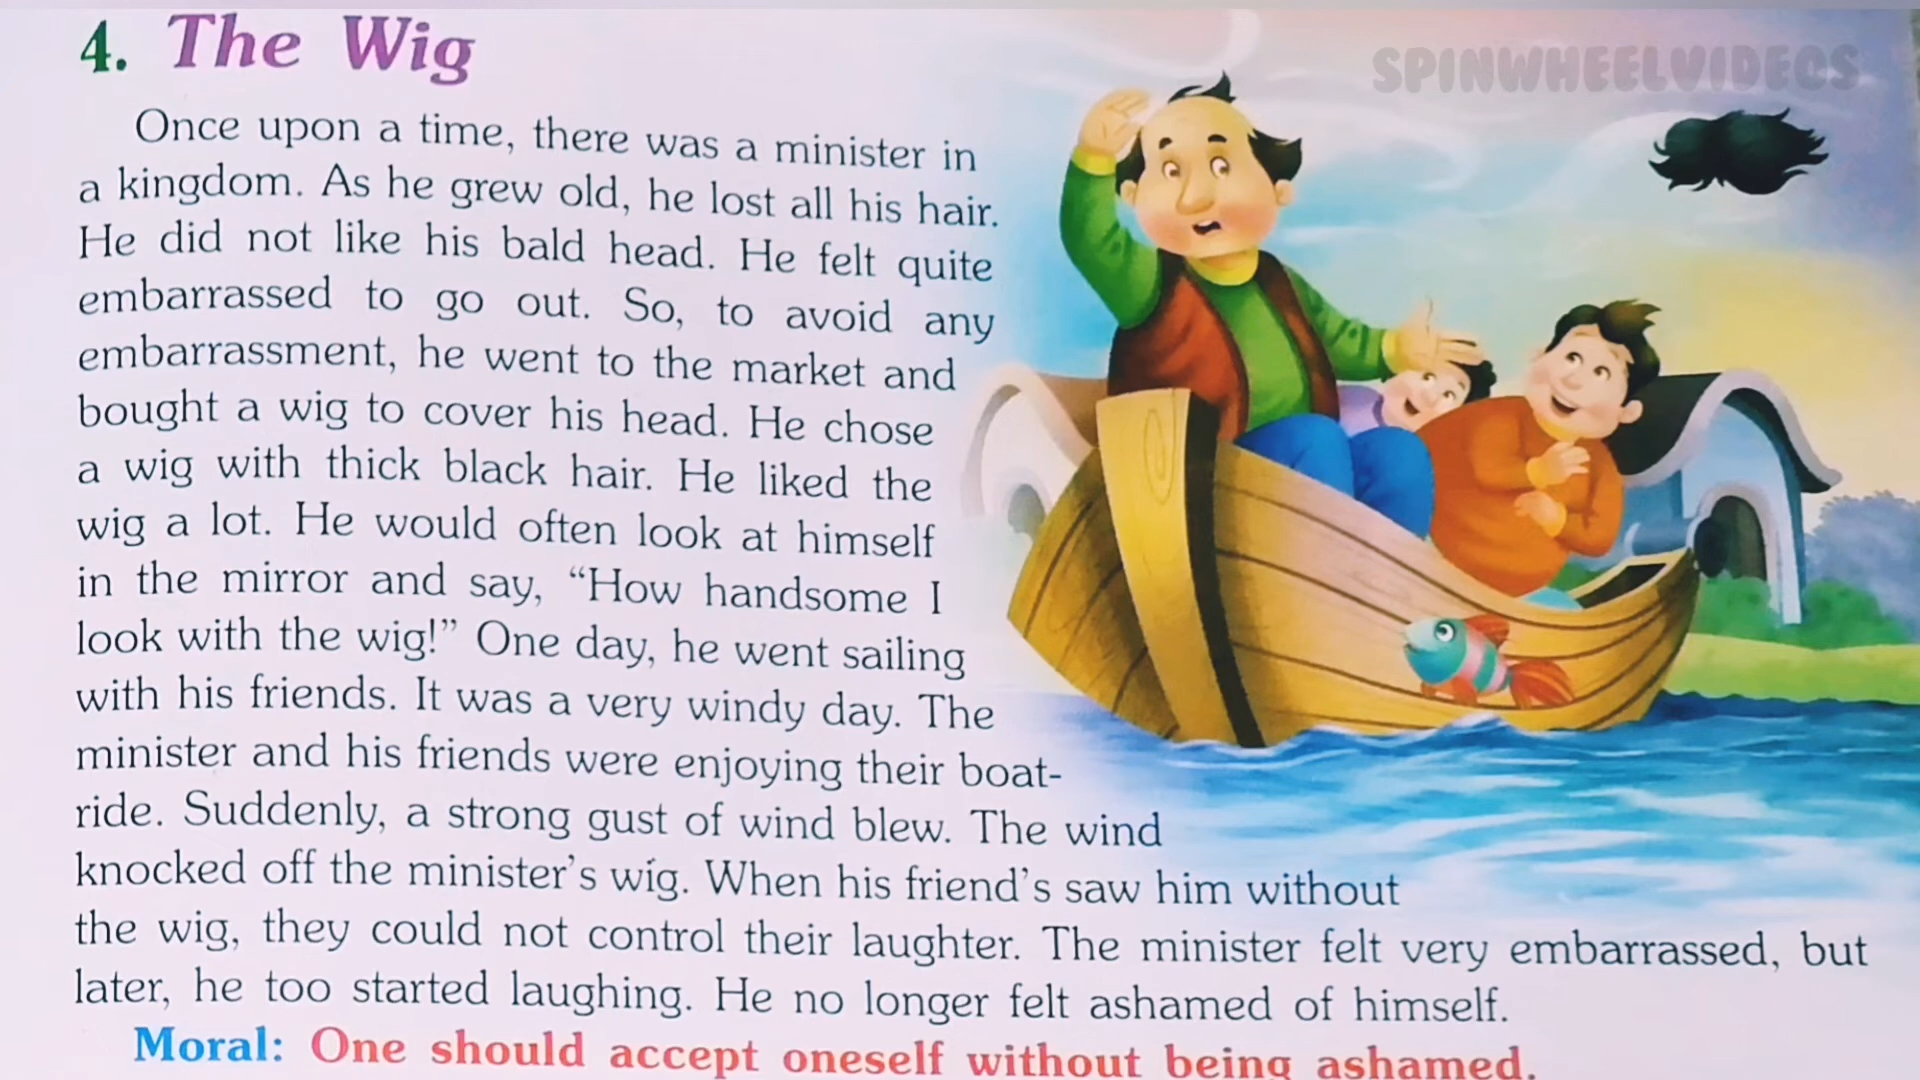 4. The Wig
SPINWHEELVIDEOS
Once upon a time, there was a minister in
a kingdom. As he grew old, he lost all his hair.
He did not like his bald head. He felt quite
embarrassed to go out. So, to avoid any
embarrassment, he went to the market and
bought a wig to cover his head. He chose
a wig with thick black hair. He liked the
wig a lot. He would often look at himself
in the mirror and say, “How handsome I
look with the wig!” One day, he went sailing
with his friends. It was a very windy day. The
minister and his friends were enjoying their boat-
ride. Suddenly, a strong gust of wind blew. The wind
knocked off the minister’s wig. When his friend’s saw him without
the wig, they could not control their laughter. The minister felt very embarrassed, but
later, he too started laughing. He no longer felt ashamed of himself.
Moral: One should accept oneself without being ashamed.